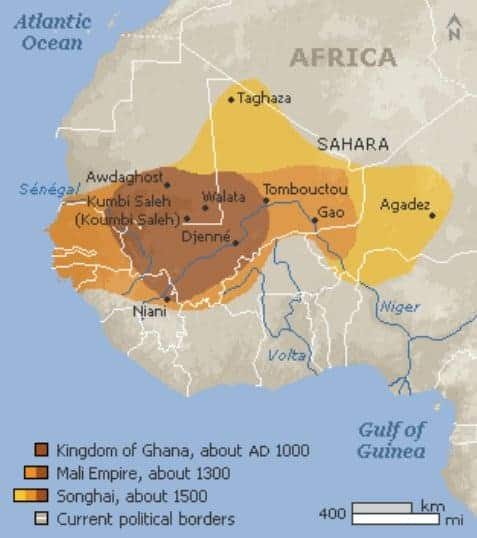 Atlantic
Ocean
N
AFRICA
Taghaza
SAHARA
Awdaghost
Sénégal
Walata
Tombouctou
Kumbi Saleh
(Koumbi Saleh)
Gao
Agadez
Djenné
Niani
Niger
Volta
Gulf of
Guinea
Kingdom of Ghana, about AD 1000
Mali Empire, about 1300
Songhai, about 1500
Current political borders
400
km
mi